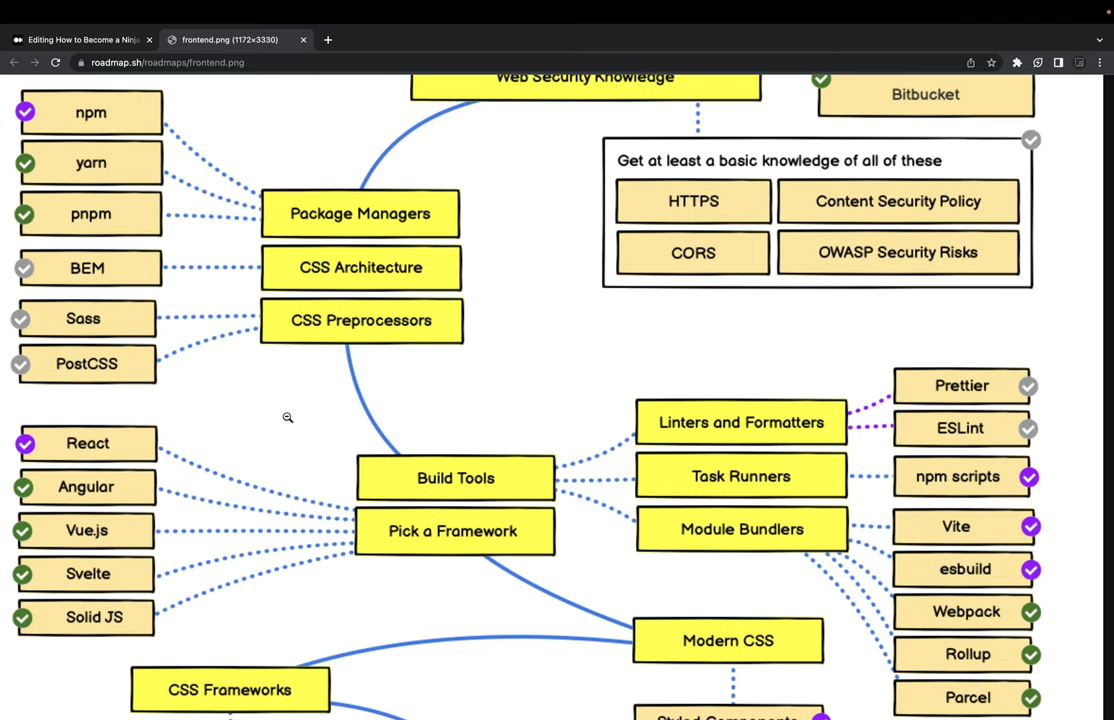 Editing How to Become a Ninja
frontend.png (1172×3330)
roadmap.sh/roadmaps/frontend.png
Web Security Knowledge
Bitbucket
npm
yarn
pnpm
Package Managers
Get at least a basic knowledge of all of these
HTTPS
Content Security Policy
CORS
OWASP Security Risks
BEM
CSS Architecture
Sass
PostCSS
CSS Preprocessors
Prettier
ESLint
Linters and Formatters
React
Angular
Vue.js
Svelte
Solid JS
Build Tools
Pick a Framework
Task Runners
npm scripts
Module Bundlers
Vite
esbuild
Webpack
Rollup
Parcel
Modern CSS
CSS Frameworks
Styled Components